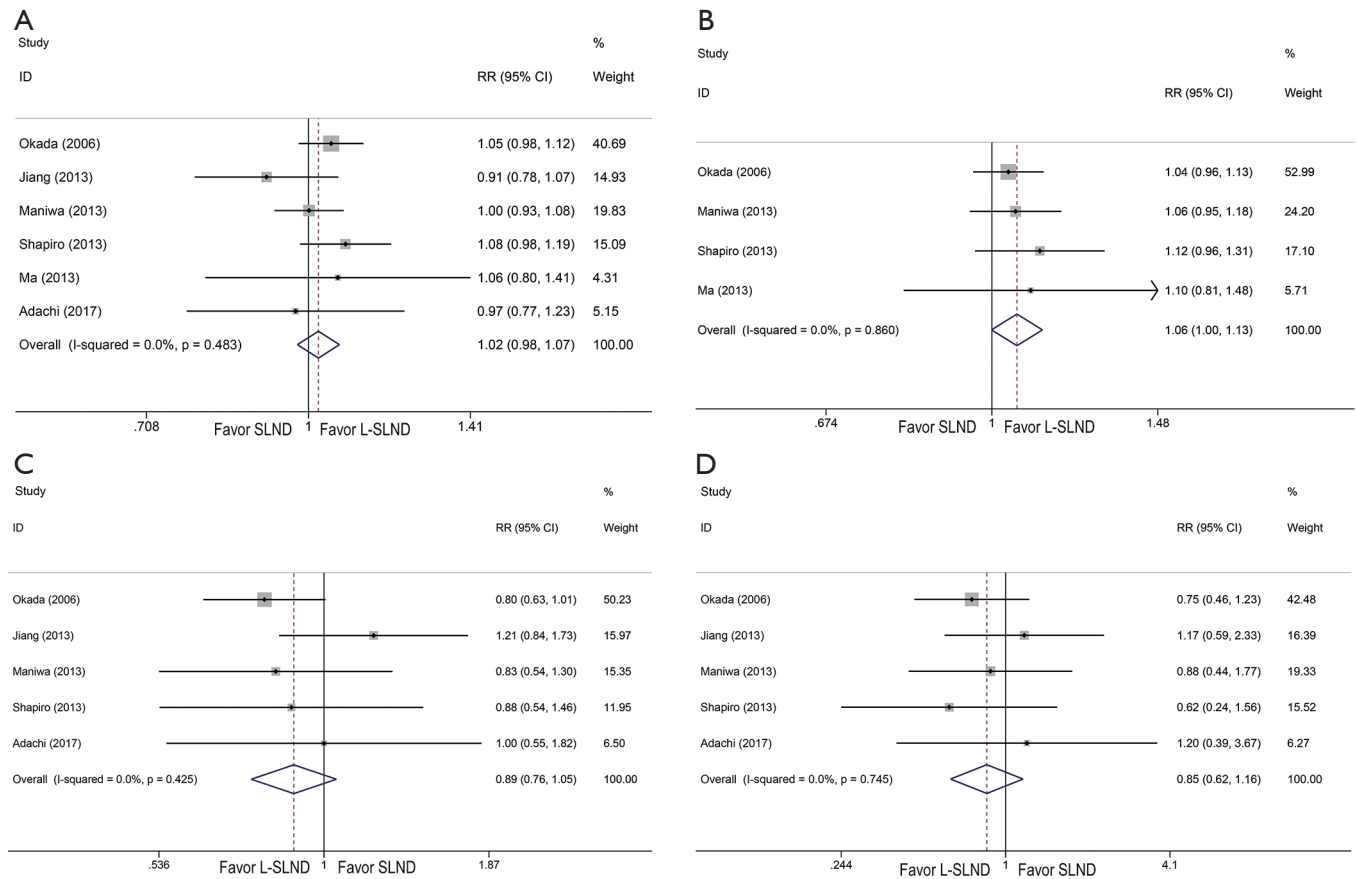 A
Study %
ID RR (95% CI) Weight
Okada (2006) 1.05 (0.98, 1.12) 40.69
Jiang (2013) 0.91 (0.78, 1.07) 14.93
Maniwa (2013) 1.00 (0.93, 1.08) 19.83
Shapiro (2013) 1.08 (0.98, 1.19) 15.09
Ma (2013) 1.06 (0.80, 1.41) 4.31
Adachi (2017) 0.97 (0.77, 1.23) 5.15
Overall (I-squared = 0.0%, p = 0.483) 1.02 (0.98, 1.07) 100.00
.708 Favor SLND 1 Favor L-SLND 1.41
B
Study %
ID RR (95% CI) Weight
Okada (2006) 1.04 (0.96, 1.13) 52.99
Maniwa (2013) 1.06 (0.95, 1.18) 24.20
Shapiro (2013) 1.12 (0.96, 1.31) 17.10
Ma (2013) 1.10 (0.81, 1.48) 5.71
Overall (I-squared = 0.0%, p = 0.860) 1.06 (1.00, 1.13) 100.00
.674 Favor SLND 1 Favor L-SLND 1.48
C
Study %
ID RR (95% CI) Weight
Okada (2006) 0.80 (0.63, 1.01) 50.23
Jiang (2013) 1.21 (0.84, 1.73) 15.97
Maniwa (2013) 0.83 (0.54, 1.30) 15.35
Shapiro (2013) 0.88 (0.54, 1.46) 11.95
Adachi (2017) 1.00 (0.55, 1.82) 6.50
Overall (I-squared = 0.0%, p = 0.425) 0.89 (0.76, 1.05) 100.00
.536 Favor L-SLND 1 Favor SLND 1.87
D
Study %
ID RR (95% CI) Weight
Okada (2006) 0.75 (0.46, 1.23) 42.48
Jiang (2013) 1.17 (0.59, 2.33) 16.39
Maniwa (2013) 0.88 (0.44, 1.77) 19.33
Shapiro (2013) 0.62 (0.24, 1.56) 15.52
Adachi (2017) 1.20 (0.39, 3.67) 6.27
Overall (I-squared = 0.0%, p = 0.745) 0.85 (0.62, 1.16) 100.00
.244 Favor L-SLND 1 Favor SLND 4.1